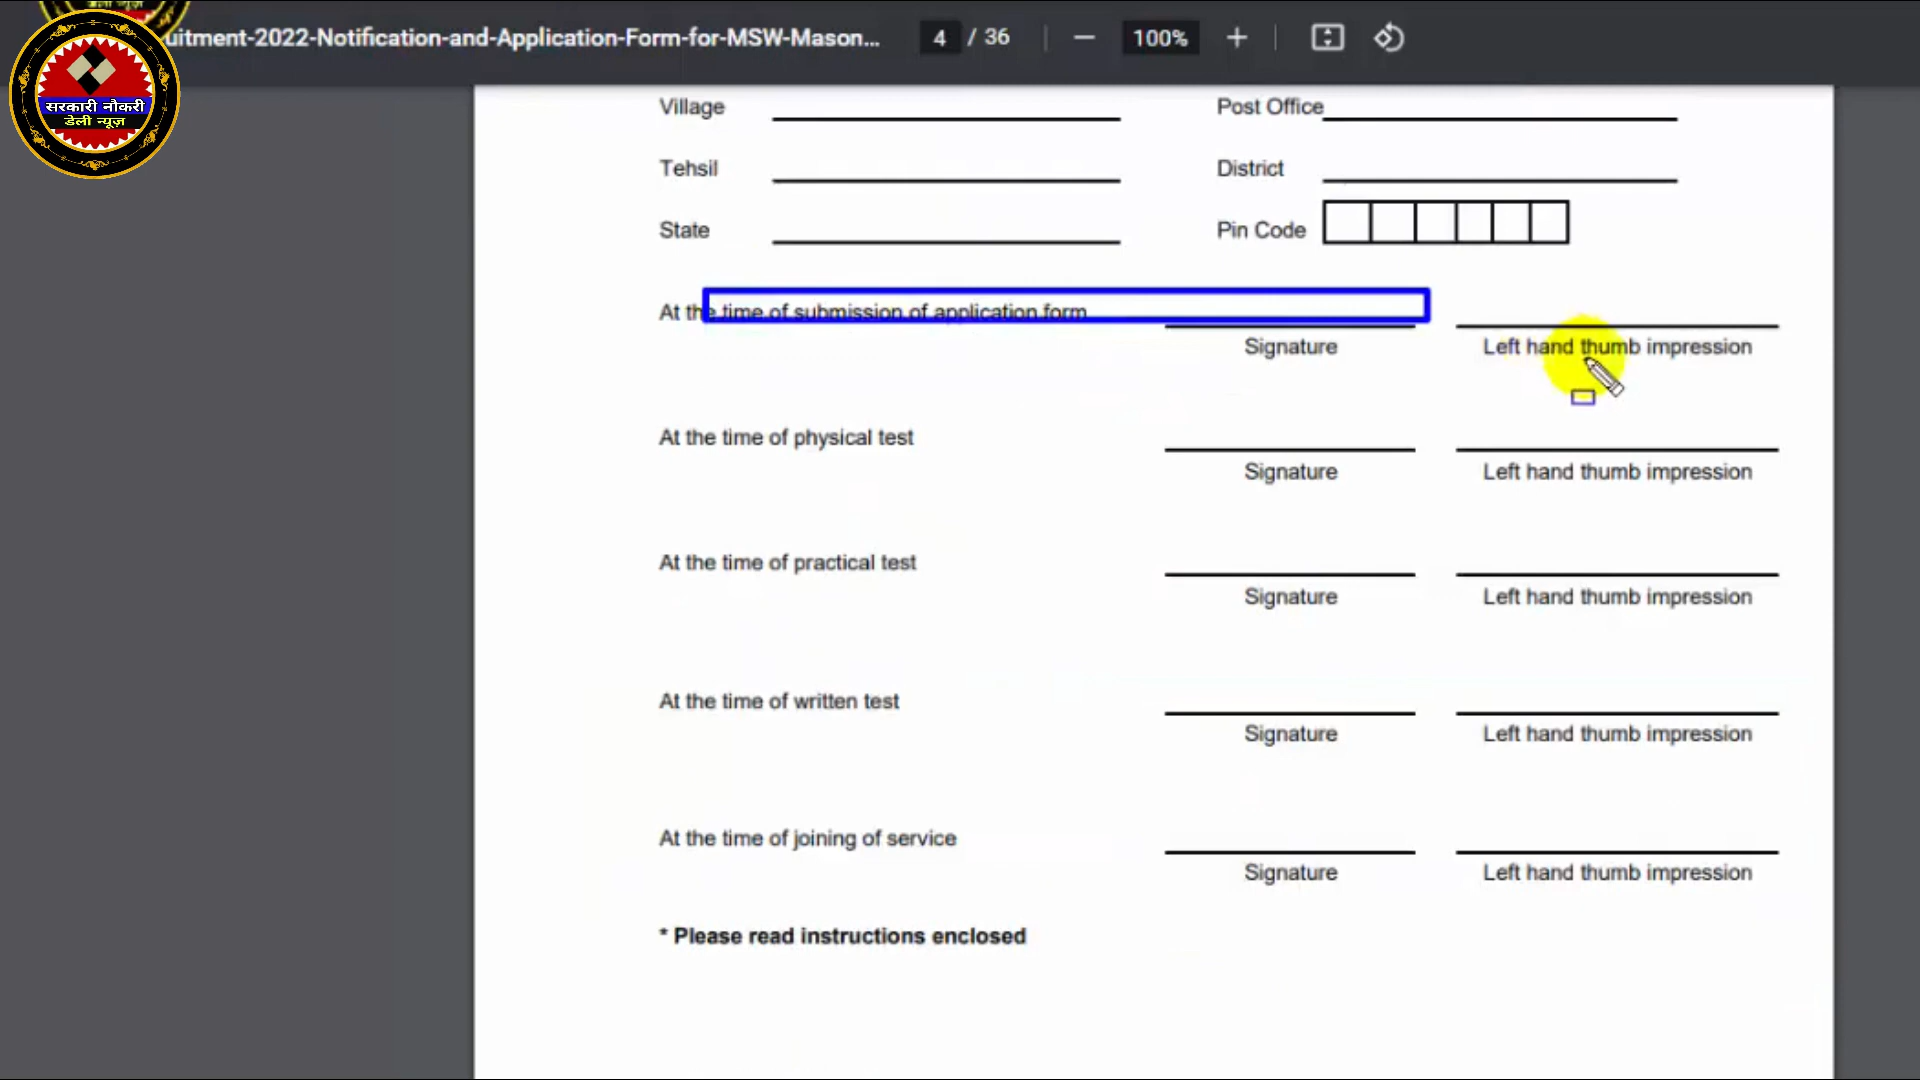 uitment-2022-Notification-and-Application-Form-for-MSW-Mason... 4 / 36 100%
सरकारी नौकरी
डेली न्यूज़
Village Post Office
Tehsil District
State Pin Code
At the time of submission of application form
Signature Left hand thumb impression
At the time of physical test
Signature Left hand thumb impression
At the time of practical test
Signature Left hand thumb impression
At the time of written test
Signature Left hand thumb impression
At the time of joining of service
Signature Left hand thumb impression
* Please read instructions enclosed